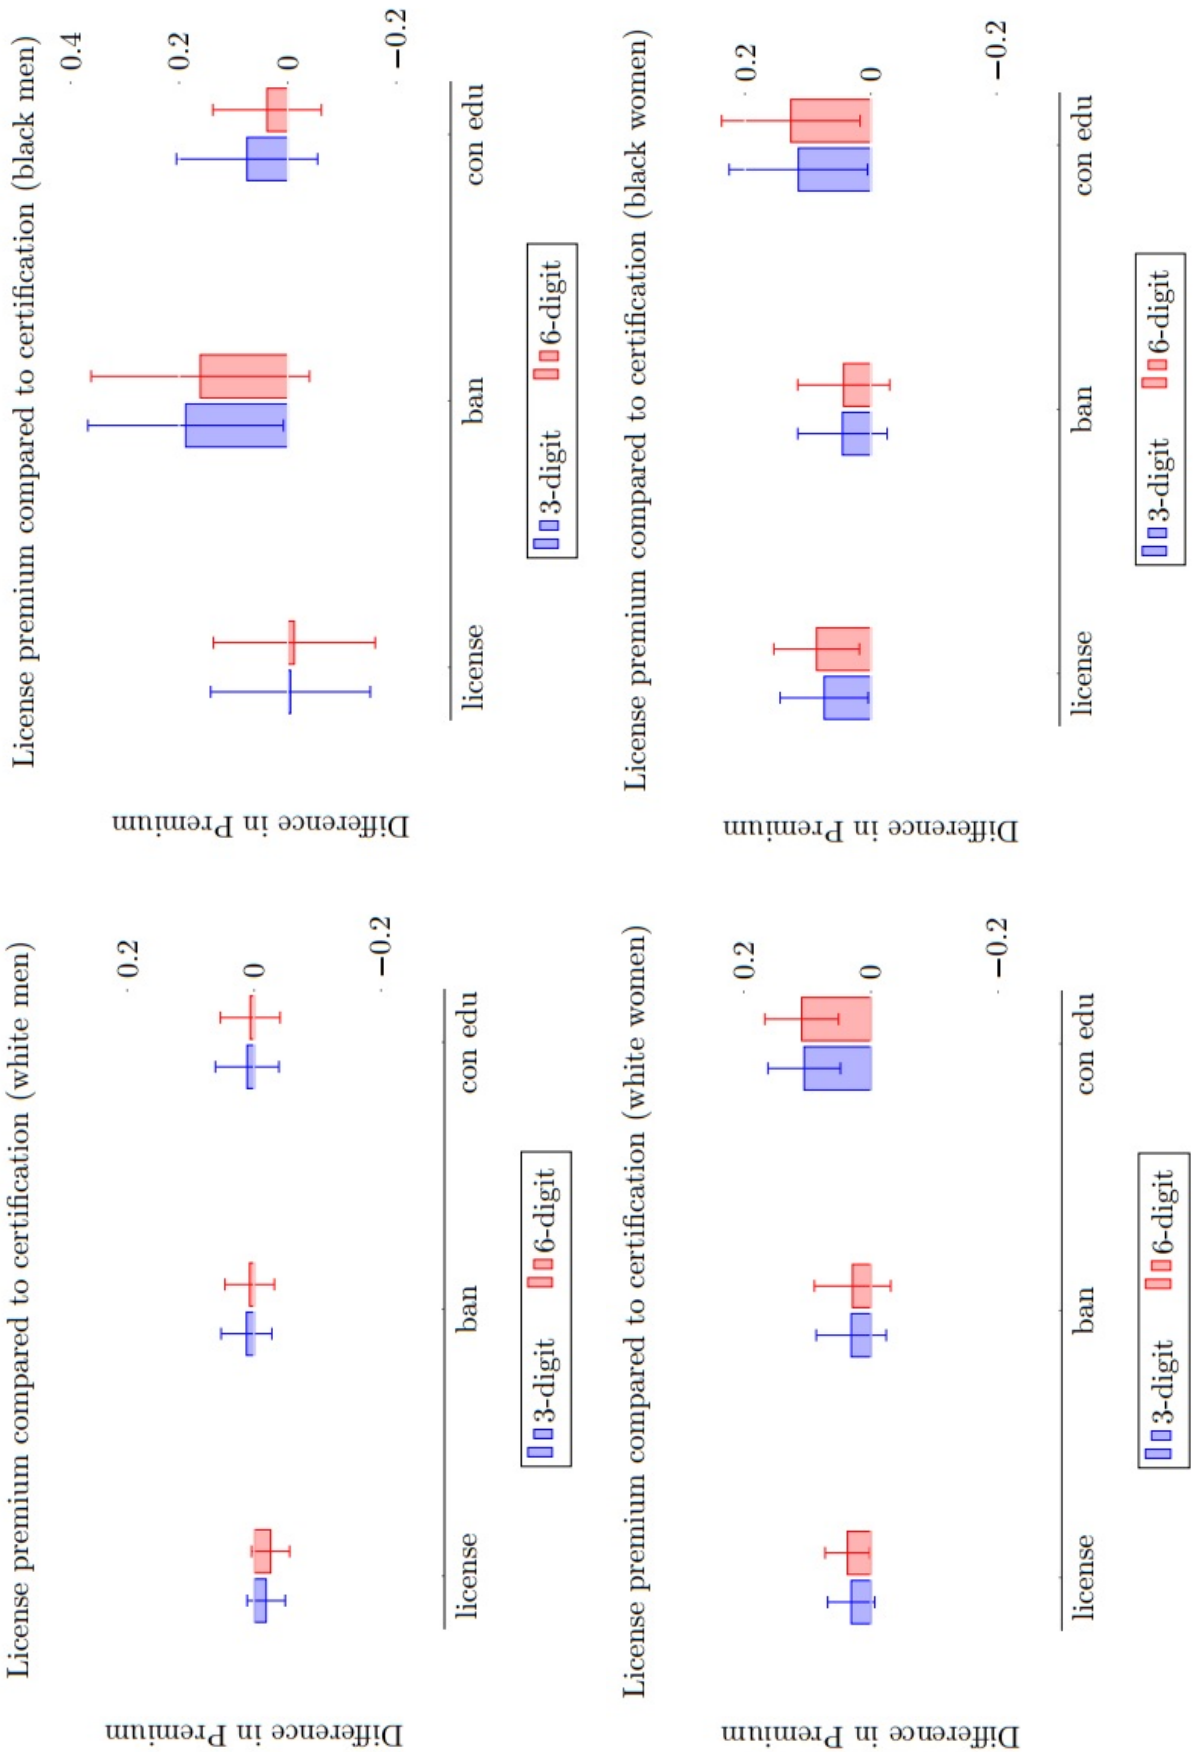 License premium compared to certification (white men)
0.2
0
−0.2
Difference in Premium
license
ban
con edu
3-digit
6-digit
License premium compared to certification (black men)
0.4
0.2
0
−0.2
Difference in Premium
license
ban
con edu
3-digit
6-digit
License premium compared to certification (white women)
0.2
0
−0.2
Difference in Premium
license
ban
con edu
3-digit
6-digit
License premium compared to certification (black women)
0.2
0
−0.2
Difference in Premium
license
ban
con edu
3-digit
6-digit